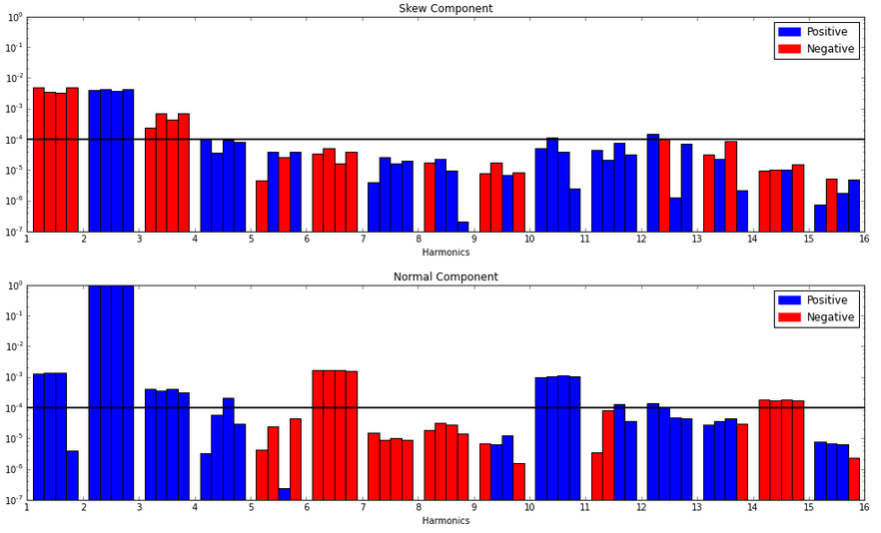 Skew Component
10^0
10^-1
10^-2
10^-3
10^-4
10^-5
10^-6
10^-7
Positive
Negative
1 2 3 4 5 6 7 8 9 10 11 12 13 14 15 16
Harmonics
Normal Component
10^0
10^-1
10^-2
10^-3
10^-4
10^-5
10^-6
10^-7
Positive
Negative
1 2 3 4 5 6 7 8 9 10 11 12 13 14 15 16
Harmonics